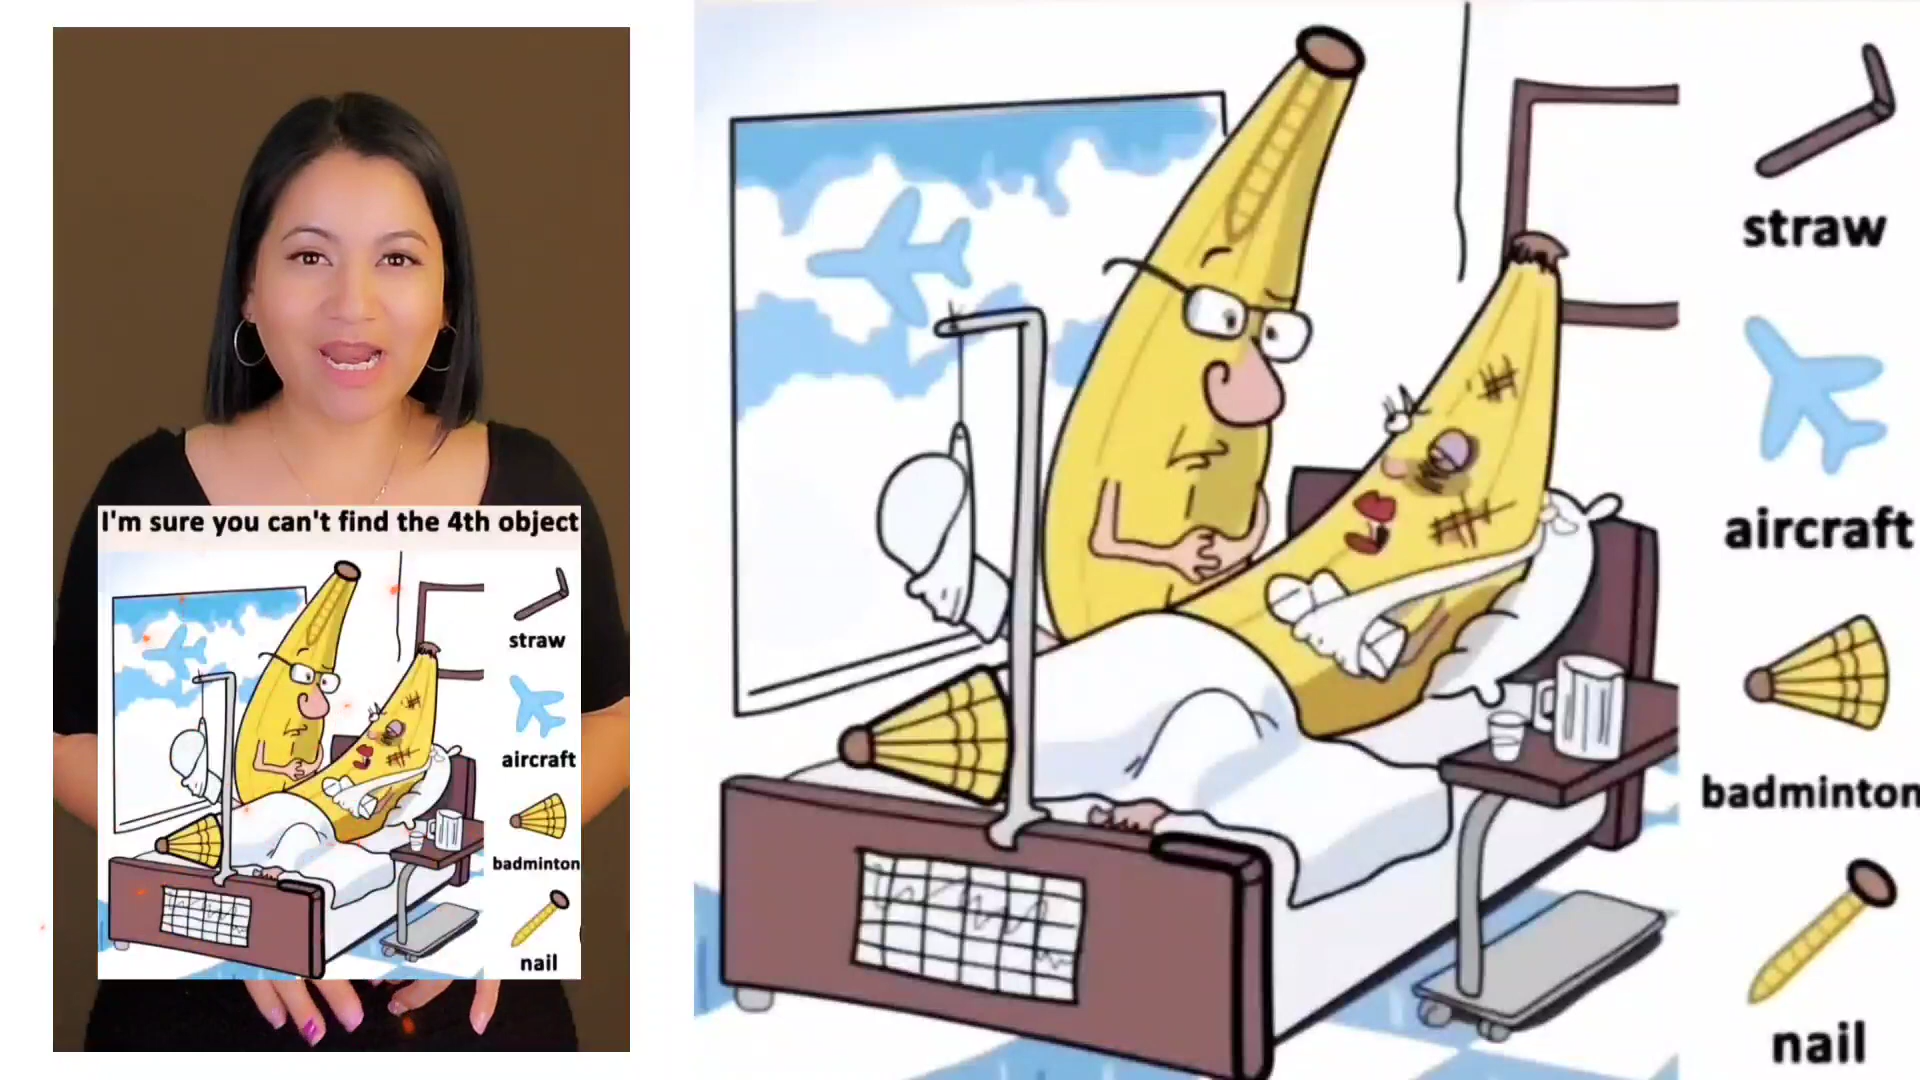 I'm sure you can't find the 4th object
straw
aircraft
badminton
nail
straw
aircraft
badminton
nail